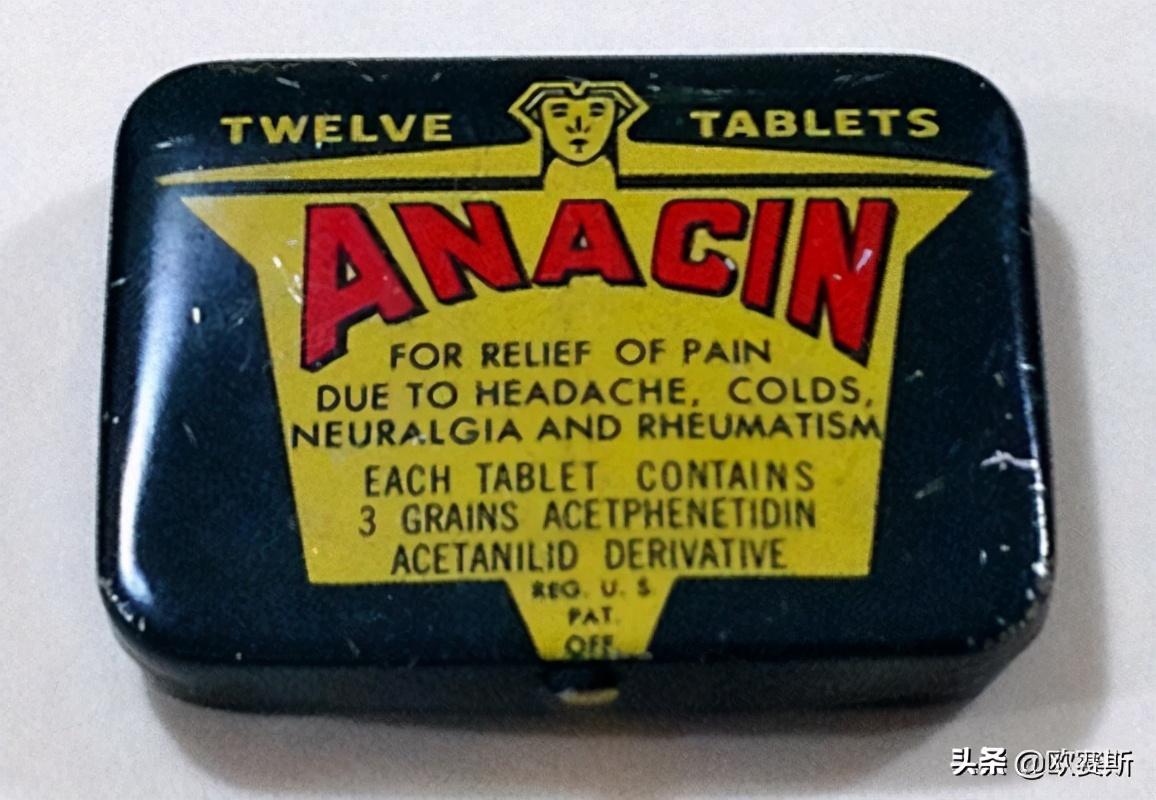 TWELVE TABLETS
ANACIN
FOR RELIEF OF PAIN
DUE TO HEADACHE, COLDS,
NEURALGIA AND RHEUMATISM
EACH TABLET CONTAINS
3 GRAINS ACETPHENETIDIN
ACETANILID DERIVATIVE
REG. U. S.
PAT.
OFF.
头条 @欧赛斯